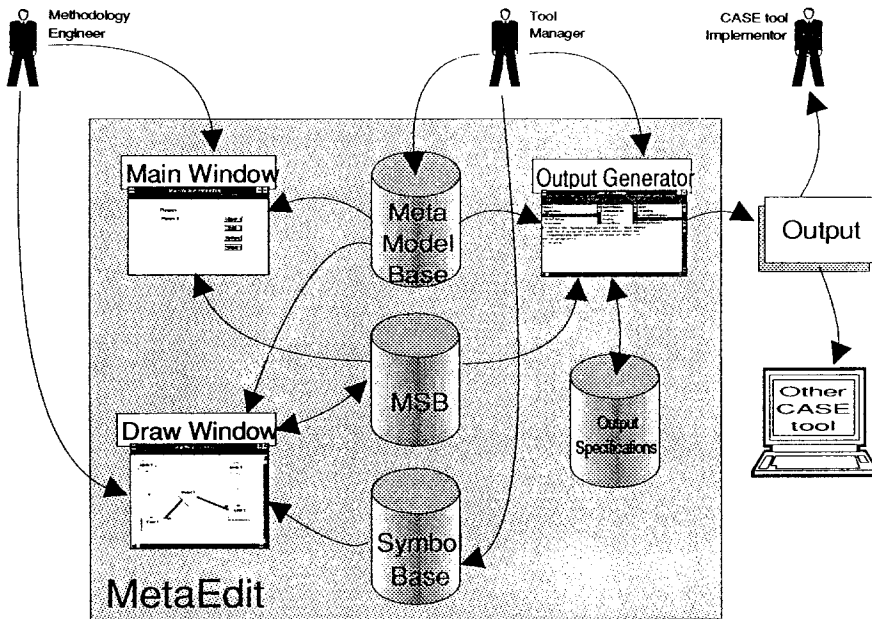 Methodology
Engineer
Tool
Manager
CASE tool
Implementor
Main Window
Meta
Model
Base
Output Generator
Output
MSB
Draw Window
Output
Specifications
Other
CASE
tool
Symbo
Base
MetaEdit